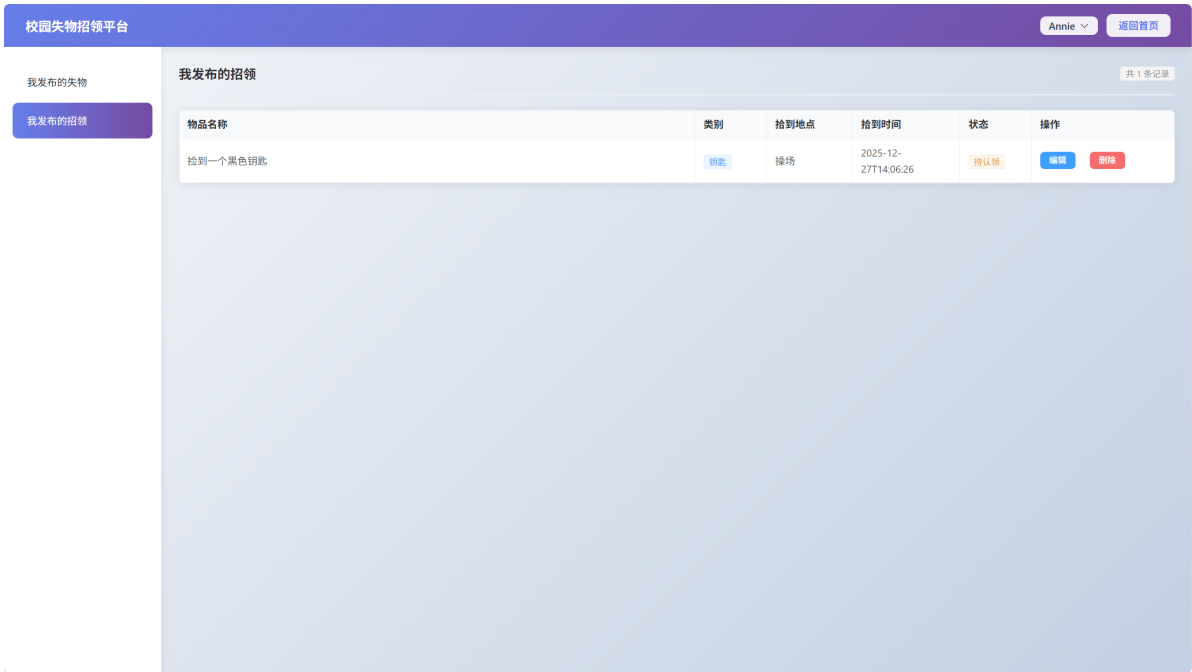 校园失物招领平台
Annie
返回首页
我发布的失物
我发布的招领
我发布的招领
共 1 条记录
物品名称 类别 拾到地点 拾到时间 状态 操作
捡到一个黑色钥匙 钥匙 操场 2025-12-
27T14:06:26 待认领 编辑 删除